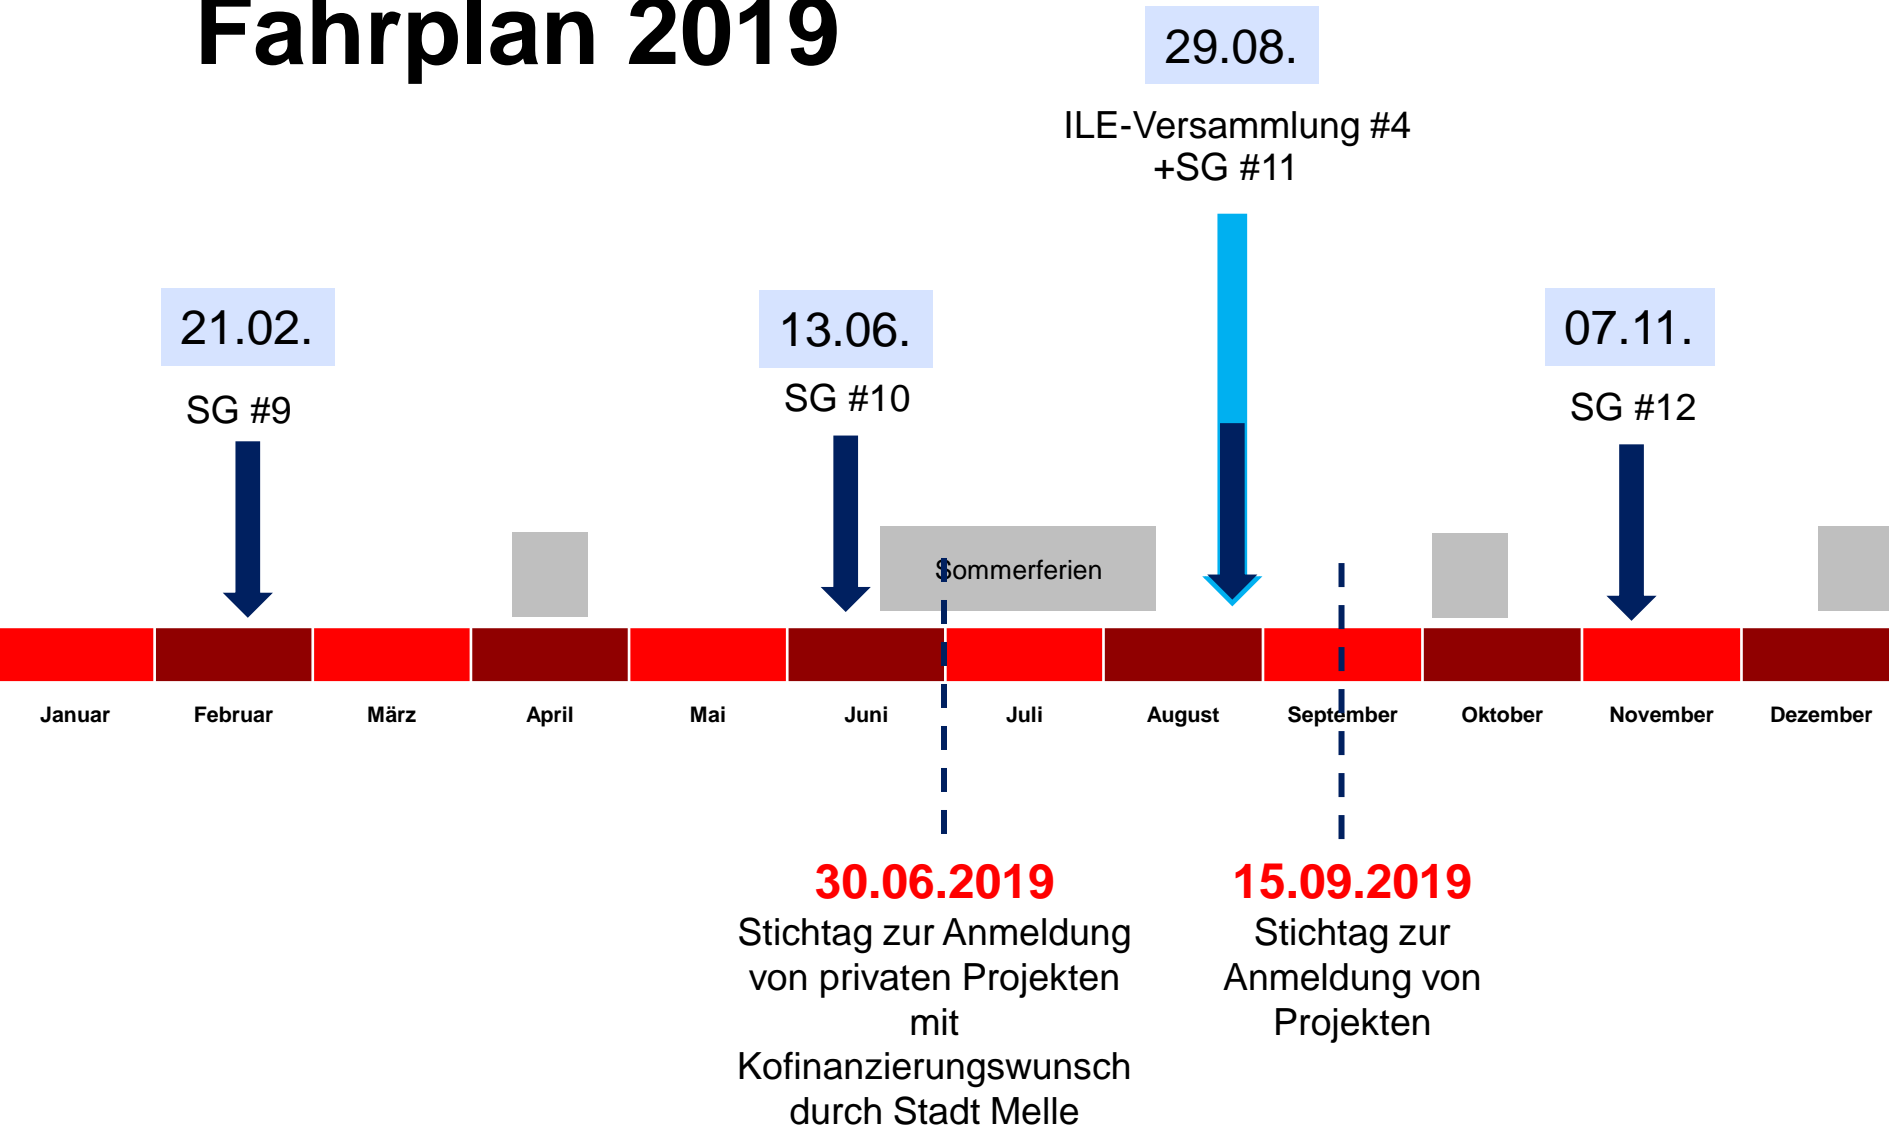 Fahrplan 2019
29.08.
ILE-Versammlung #4
+SG #11
21.02.
SG #9
13.06.
SG #10
07.11.
SG #12
Sommerferien
Januar
Februar
März
April
Mai
Juni
Juli
August
September
Oktober
November
Dezember
30.06.2019
Stichtag zur Anmeldung
von privaten Projekten
mit
Kofinanzierungswunsch
durch Stadt Melle
15.09.2019
Stichtag zur
Anmeldung von
Projekten